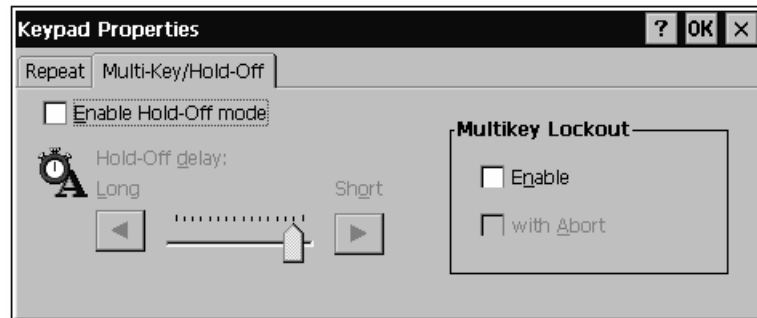 Keypad Properties ? OK ×
Repeat Multi-Key/Hold-Off
Enable Hold-Off mode
Hold-Off delay:
Long Short
Multikey Lockout
Enable
with Abort